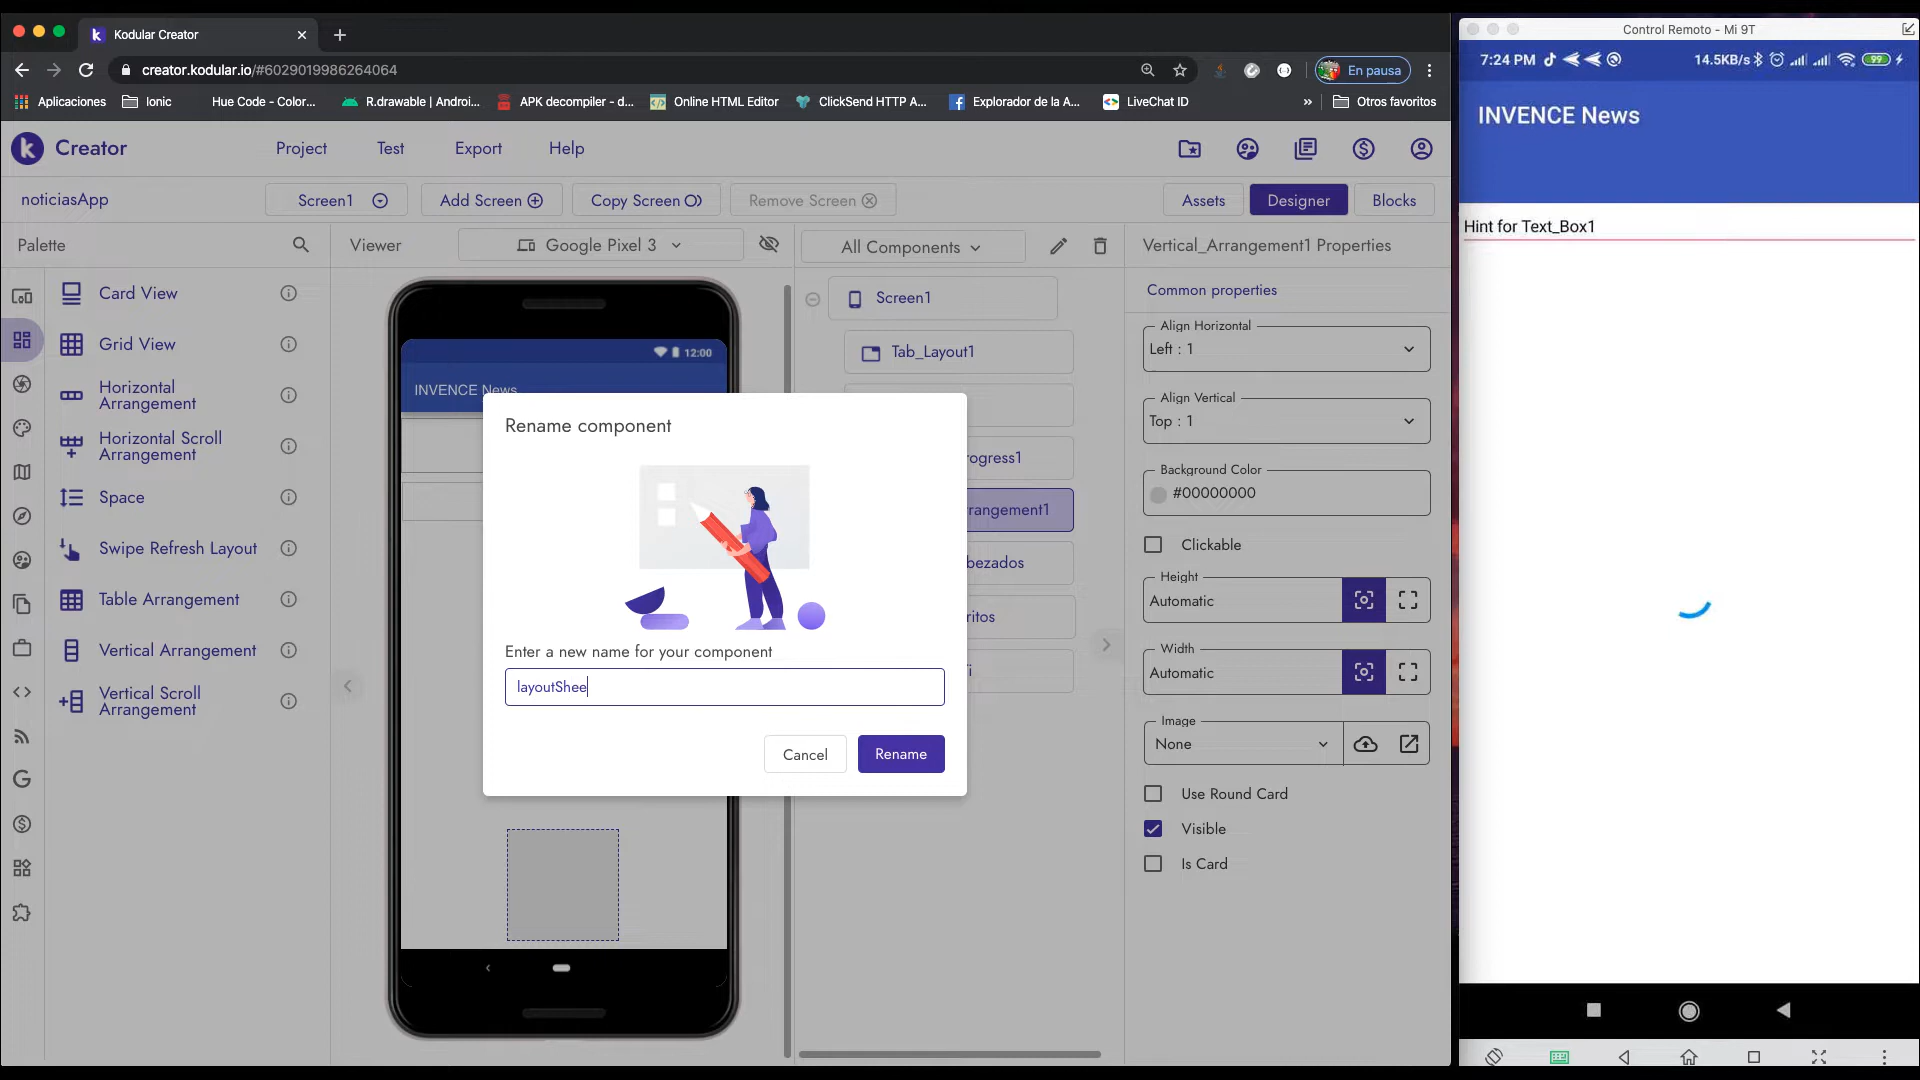 Kodular Creator
creator.kodular.io/#6029019986264064
En pausa
Aplicaciones
Ionic
Hue Code - Color...
R.drawable | Androi...
APK decompiler - d...
Online HTML Editor
ClickSend HTTP A...
Explorador de la A...
LiveChat ID
»
Otros favoritos
Creator
Project
Test
Export
Help
noticiasApp
Screen1
Add Screen
Copy Screen
Remove Screen
Assets
Designer
Blocks
Palette
Viewer
Google Pixel 3
All Components
Vertical_Arrangement1 Properties
Card View
Grid View
Horizontal
Arrangement
Horizontal Scroll
Arrangement
Space
Swipe Refresh Layout
Table Arrangement
Vertical Arrangement
Vertical Scroll
Arrangement
12:00
INVENCE News
Screen1
Tab_Layout1
rogress1
rrangement1
bezados
ritos
Rename component
Enter a new name for your component
layoutShee
Cancel
Rename
Common properties
Align Horizontal
Left : 1
Align Vertical
Top : 1
Background Color
#00000000
Clickable
Height
Automatic
Width
Automatic
Image
None
Use Round Card
Visible
Is Card
Control Remoto - Mi 9T
7:24 PM
14.5KB/s
99
INVENCE News
Hint for Text_Box1